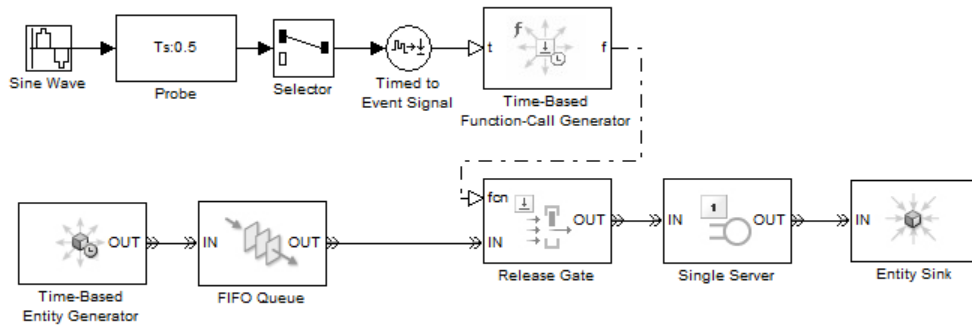 Sine Wave
Ts:0.5
Probe
Selector
Timed to
Event Signal
t
f
f
Time-Based
Function-Call Generator
OUT
Time-Based
Entity Generator
IN
OUT
FIFO Queue
fcn
IN
OUT
Release Gate
IN
1
OUT
Single Server
IN
Entity Sink